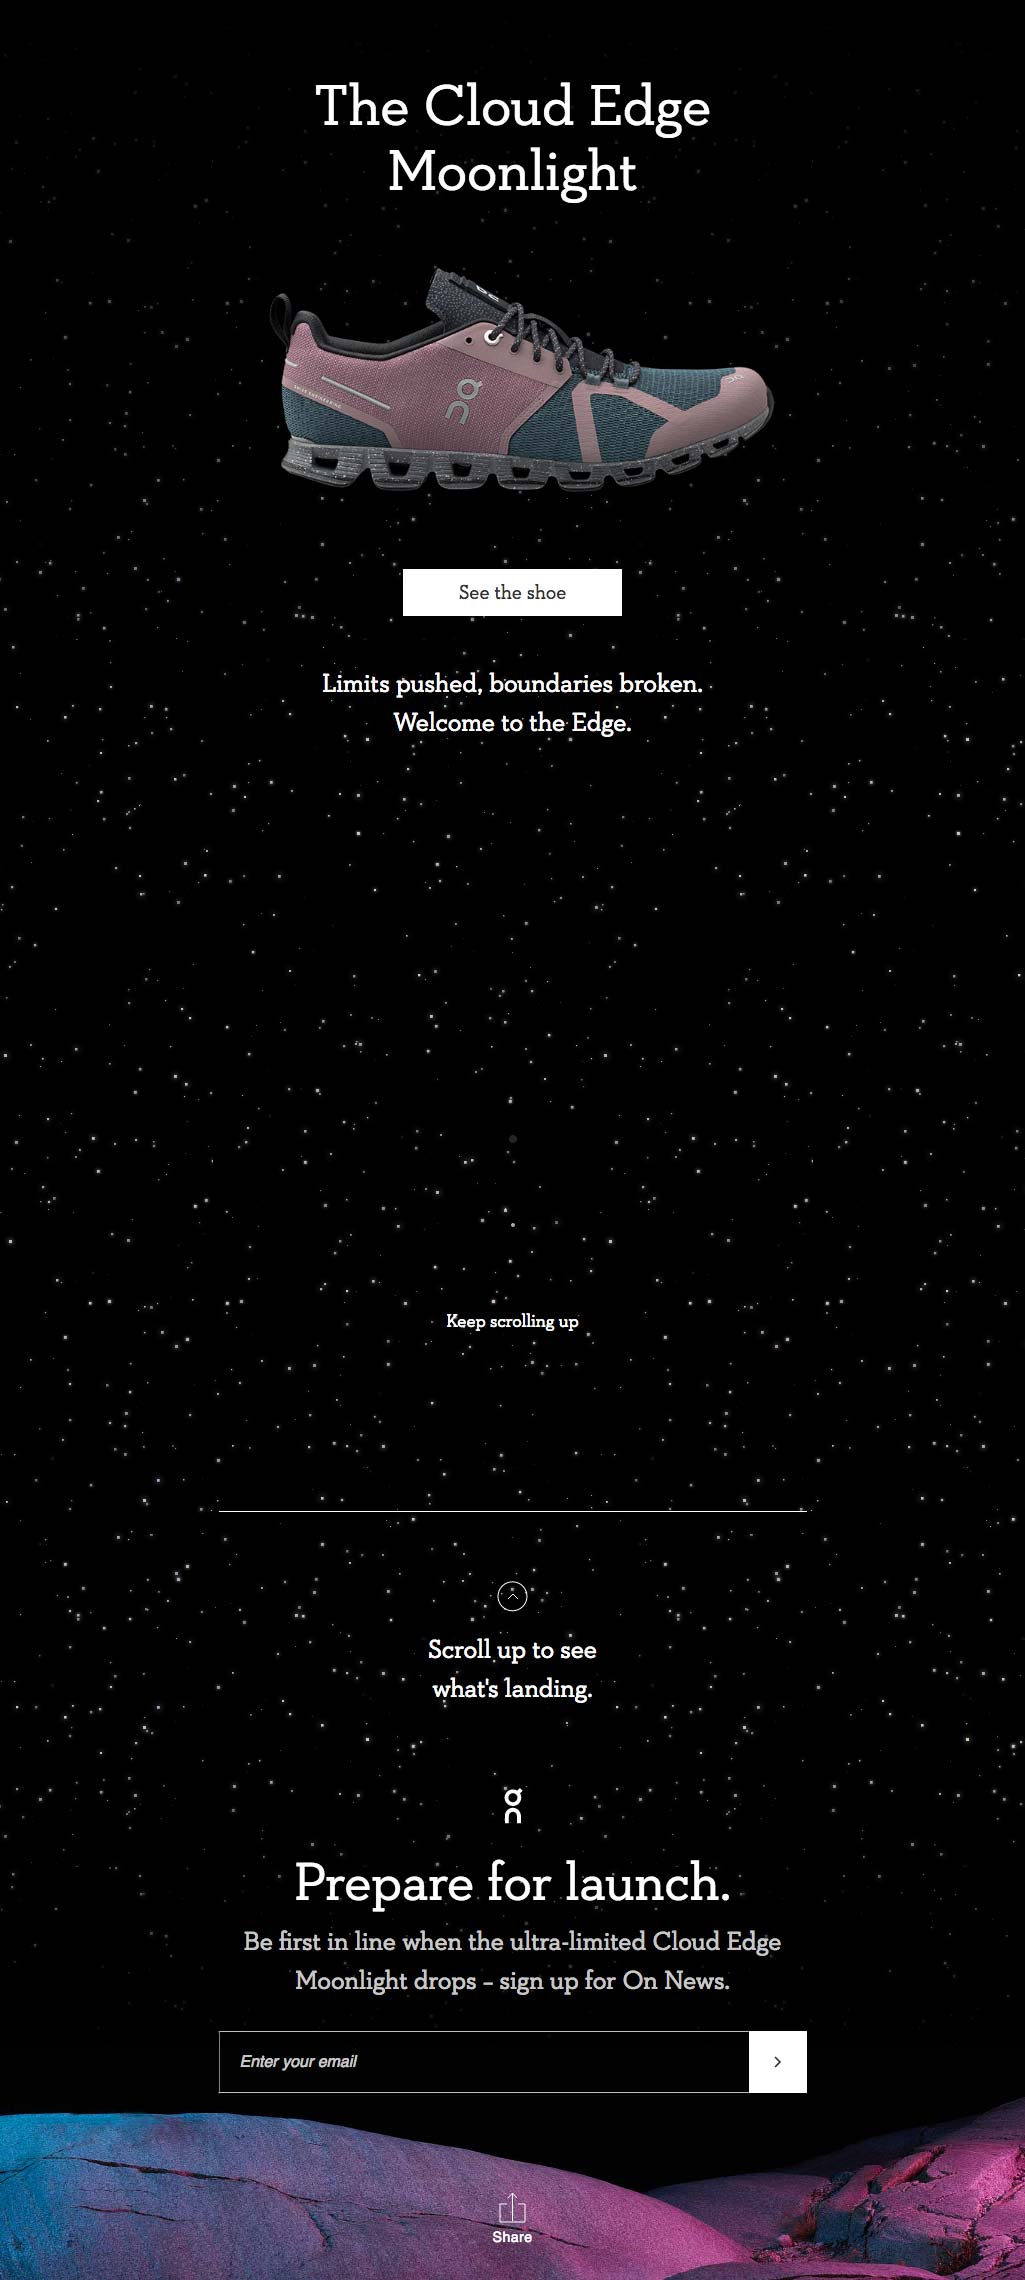 The Cloud Edge
Moonlight
See the shoe
Limits pushed, boundaries broken.
Welcome to the Edge.
Keep scrolling up
Scroll up to see
what's landing.
Prepare for launch.
Be first in line when the ultra-limited Cloud Edge
Moonlight drops – sign up for On News.
Enter your email
Share